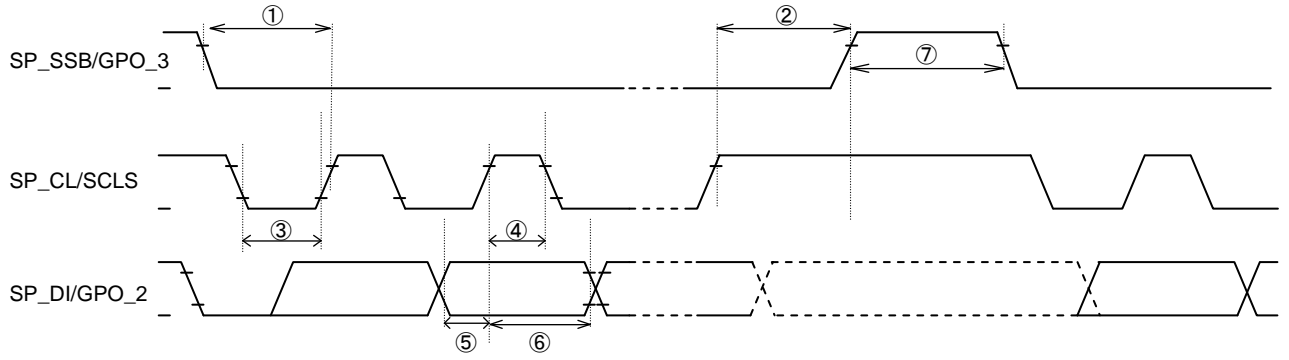 ① ②
SP_SSB/GPO_3 ⑦
SP_CL/SCLS
③ ④
SP_DI/GPO_2
⑤ ⑥